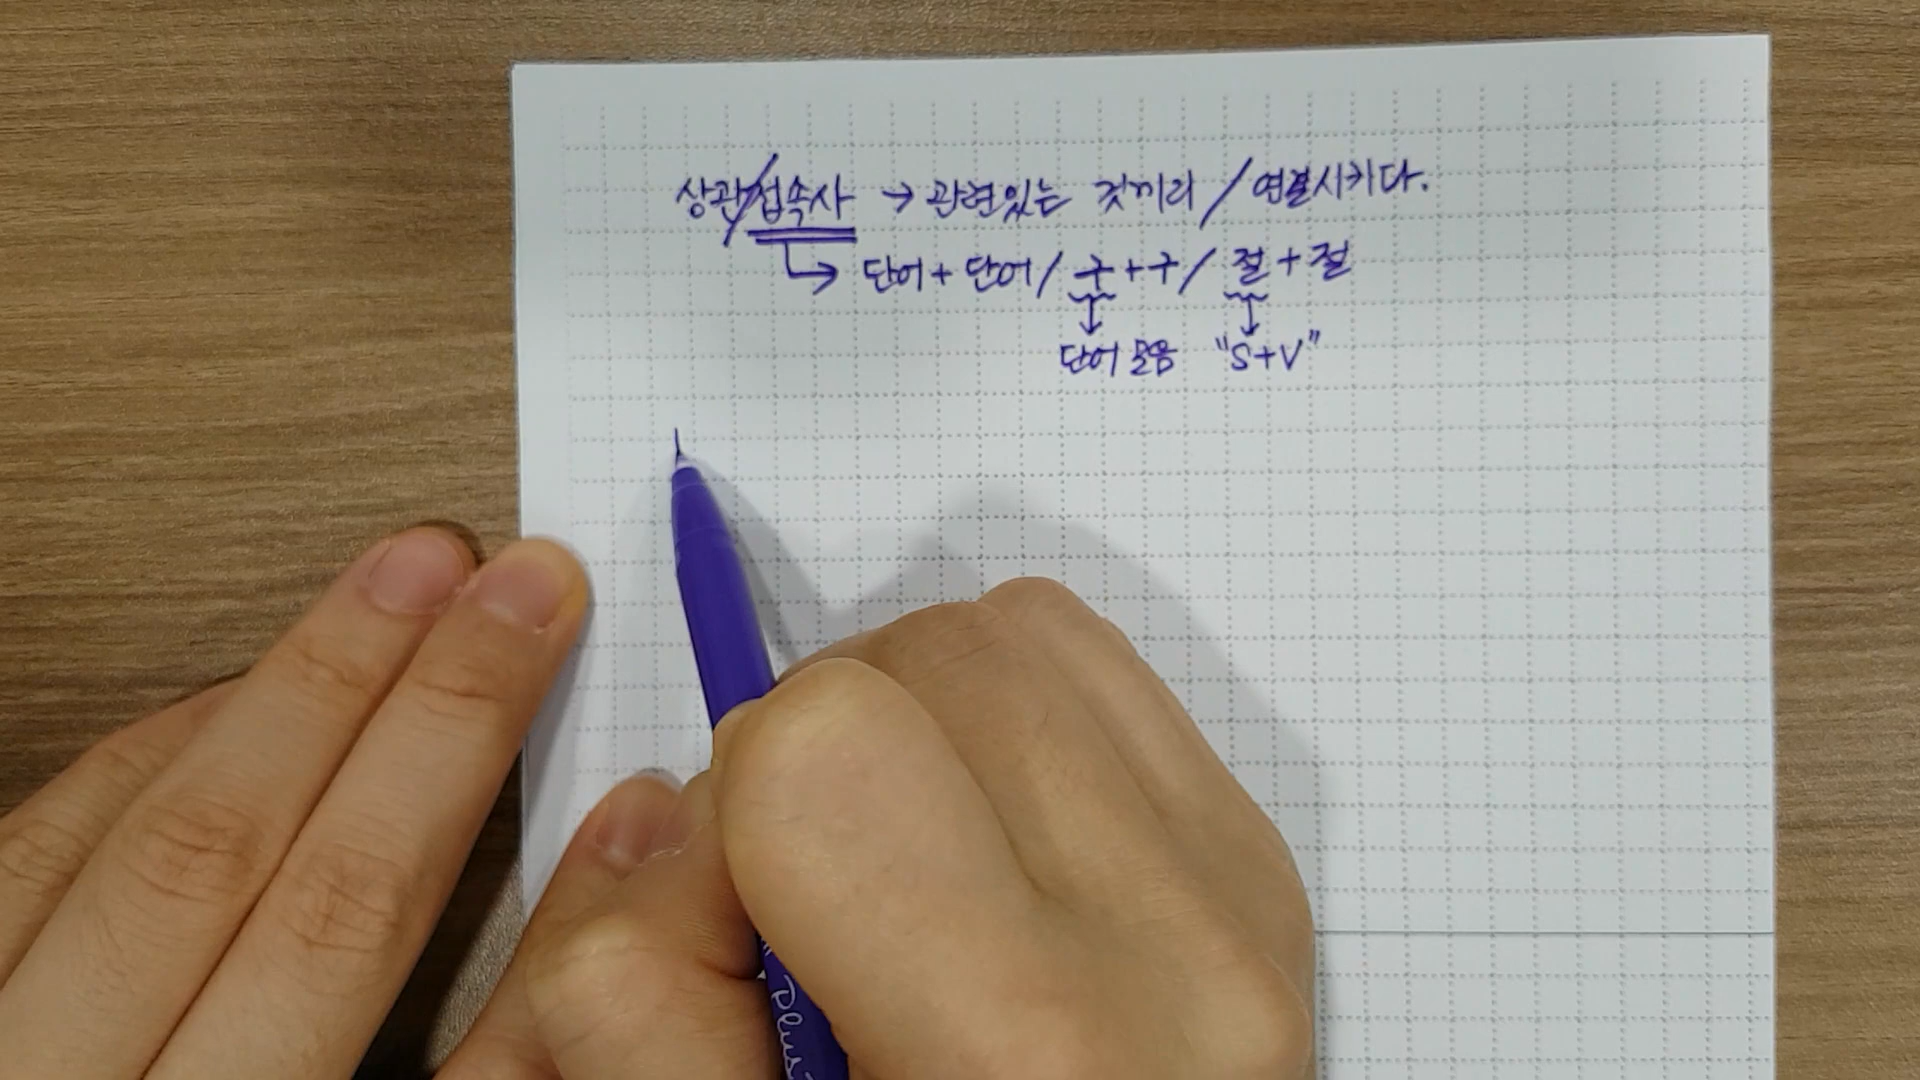 상관/접속사 → 관련있는 것끼리 / 연결시키다.
단어 + 단어 / 구 + 구 / 절 + 절
단어 모음 "S+V"
Plus